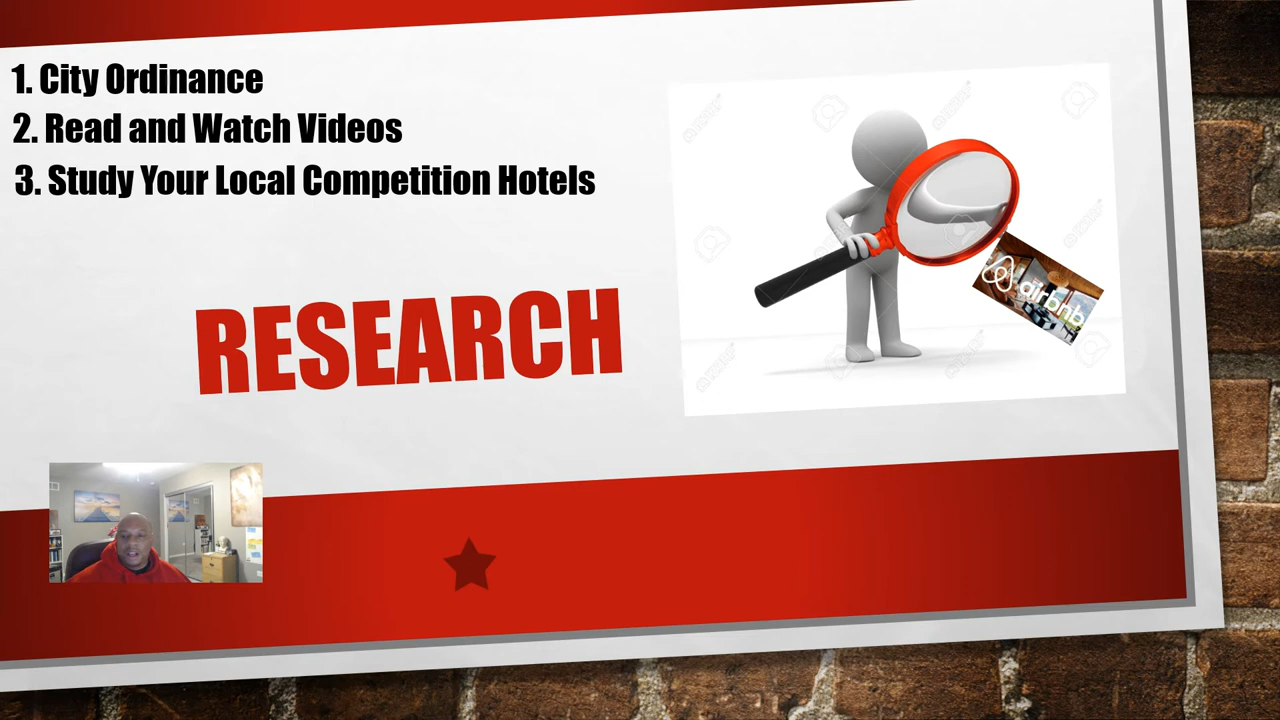 1. City Ordinance
2. Read and Watch Videos
3. Study Your Local Competition Hotels
RESEARCH
airbnb